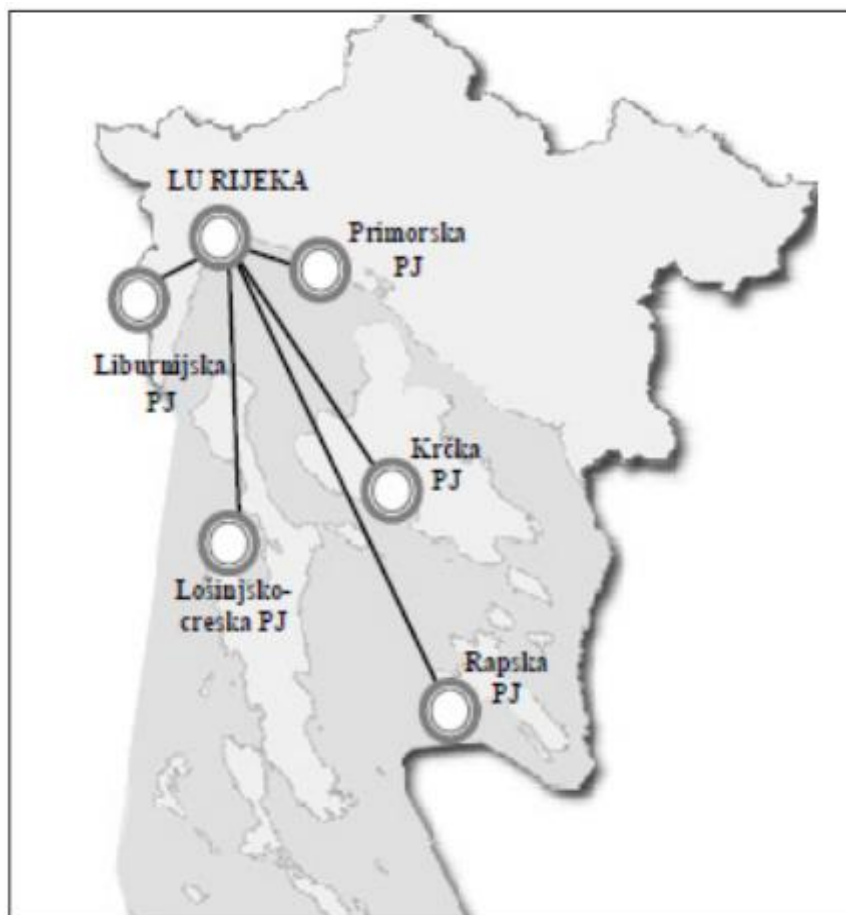 LU RIJEKA
Primorska
PJ
Liburnijska
PJ
Krčka
PJ
Lošinjsko-
creska PJ
Rapska
PJ